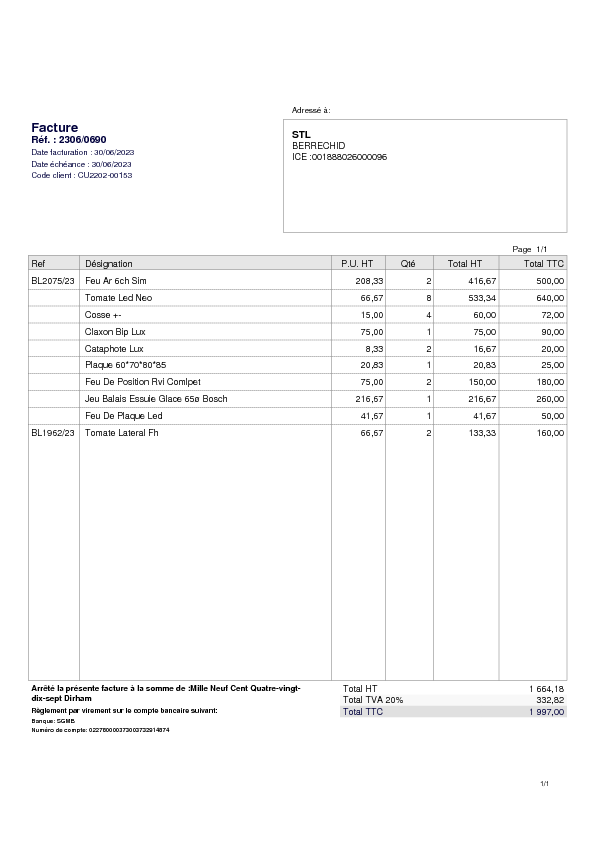 Adressé à:
Facture
Réf. : 2306/0690
Date facturation : 30/06/2023
Date échéance : 30/06/2023
Code client : CU2202-00153
STL
BERRECHID
ICE :001888026000096
Page 1/1
Ref Désignation P.U. HT Qté Total HT Total TTC
BL2075/23 Feu Ar 6ch Sim 208,33 2 416,67 500,00
Tomate Led Neo 66,67 8 533,34 640,00
Cosse +- 15,00 4 60,00 72,00
Claxon Bip Lux 75,00 1 75,00 90,00
Cataphote Lux 8,33 2 16,67 20,00
Plaque 60*70*80*85 20,83 1 20,83 25,00
Feu De Position Rvi Comlpet 75,00 2 150,00 180,00
Jeu Balais Essuie Glace 65ø Bosch 216,67 1 216,67 260,00
Feu De Plaque Led 41,67 1 41,67 50,00
BL1962/23 Tomate Lateral Fh 66,67 2 133,33 160,00
Arrêté la présente facture à la somme de :Mille Neuf Cent Quatre-vingt-
dix-sept Dirham
Règlement par virement sur le compte bancaire suivant:
Banque: SGMB
Numéro de compte: 022780000373003732914874
Total HT 1 664,18
Total TVA 20% 332,82
Total TTC 1 997,00
1/1